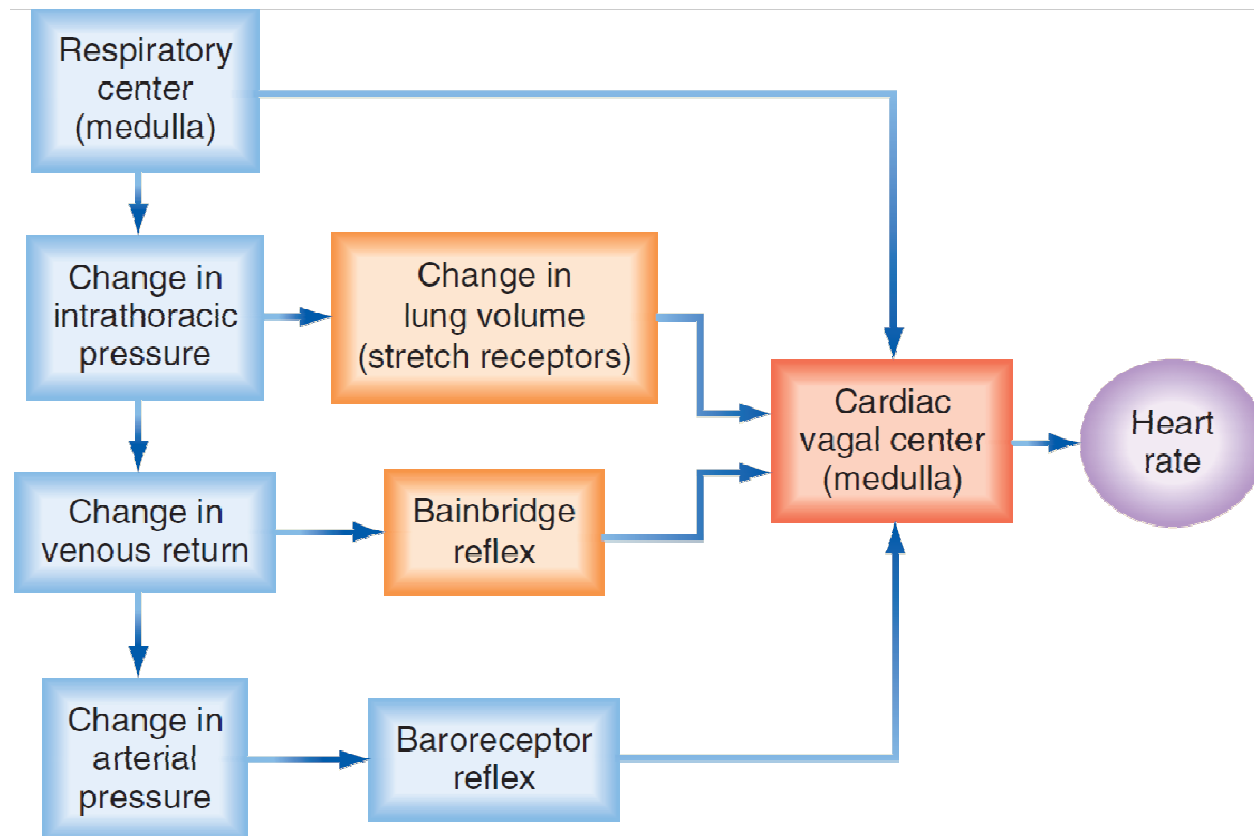 Respiratory
center
(medulla)
Change in
intrathoracic
pressure
Change in
lung volume
(stretch receptors)
Cardiac
vagal center
(medulla)
Heart
rate
Change in
venous return
Bainbridge
reflex
Change in
arterial
pressure
Baroreceptor
reflex